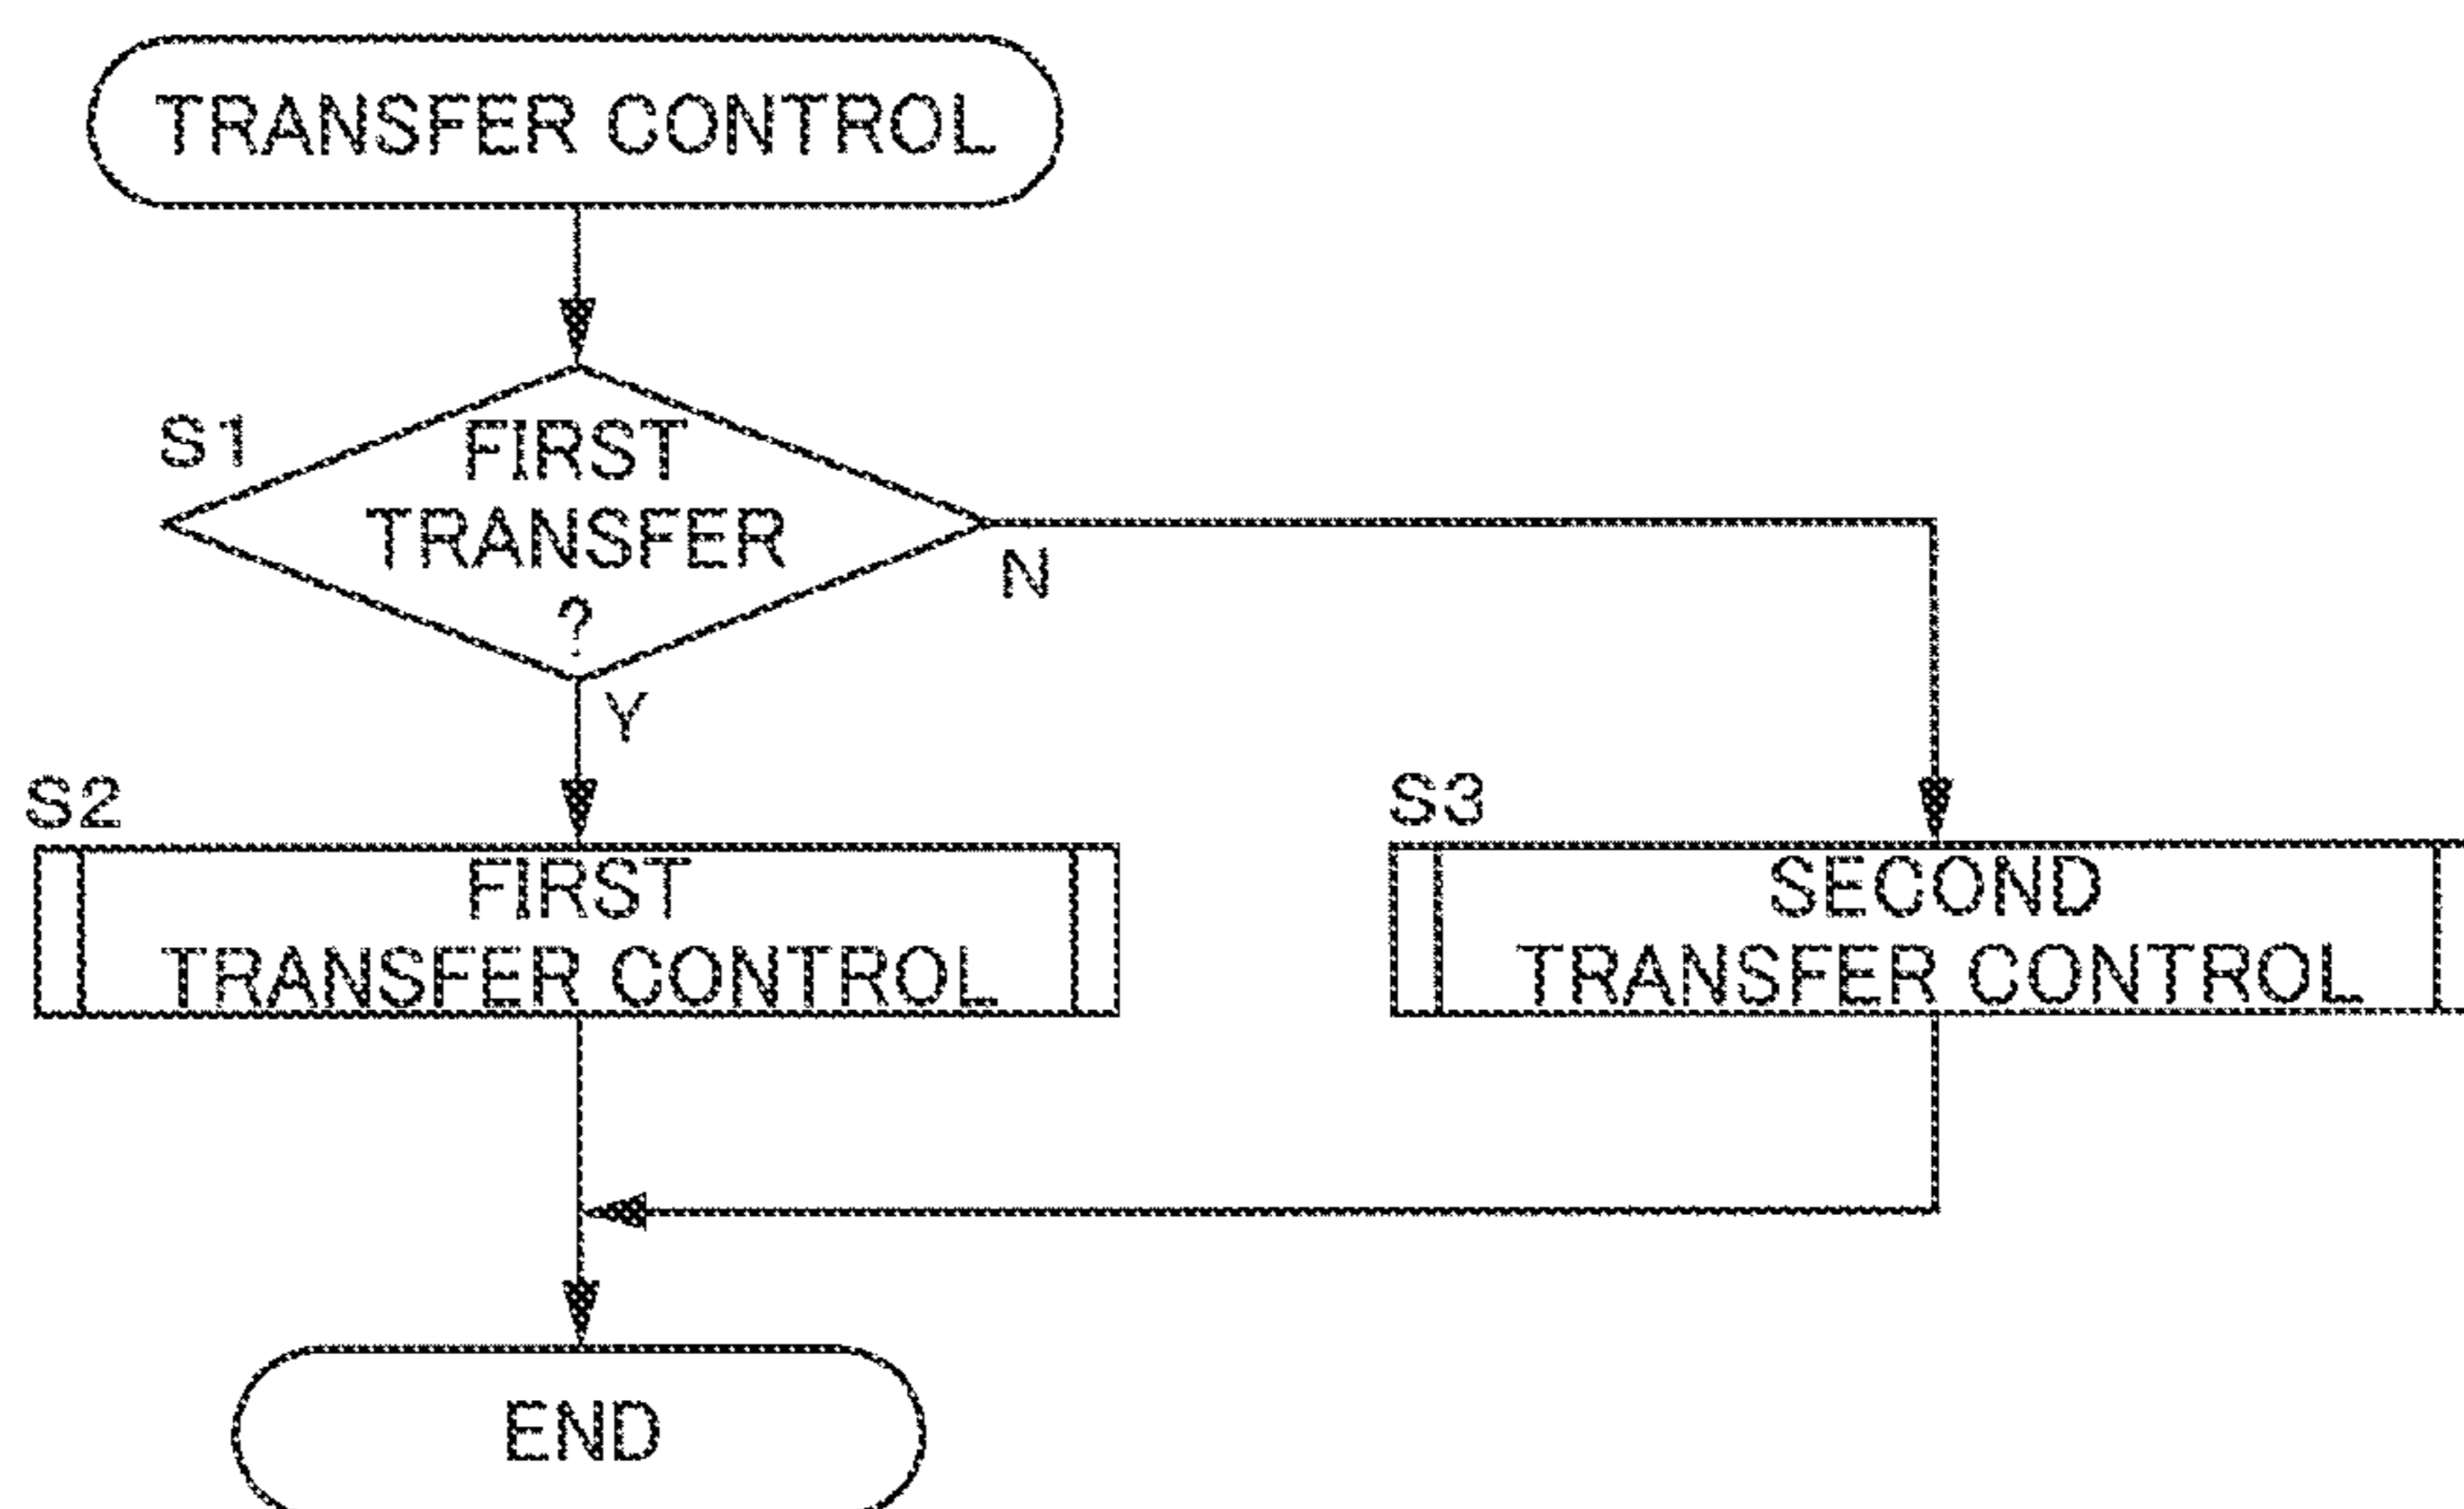 TRANSFER CONTROL
S1
FIRST
TRANSFER
?
N
Y
S2
FIRST
TRANSFER CONTROL
S3
SECOND
TRANSFER CONTROL
END